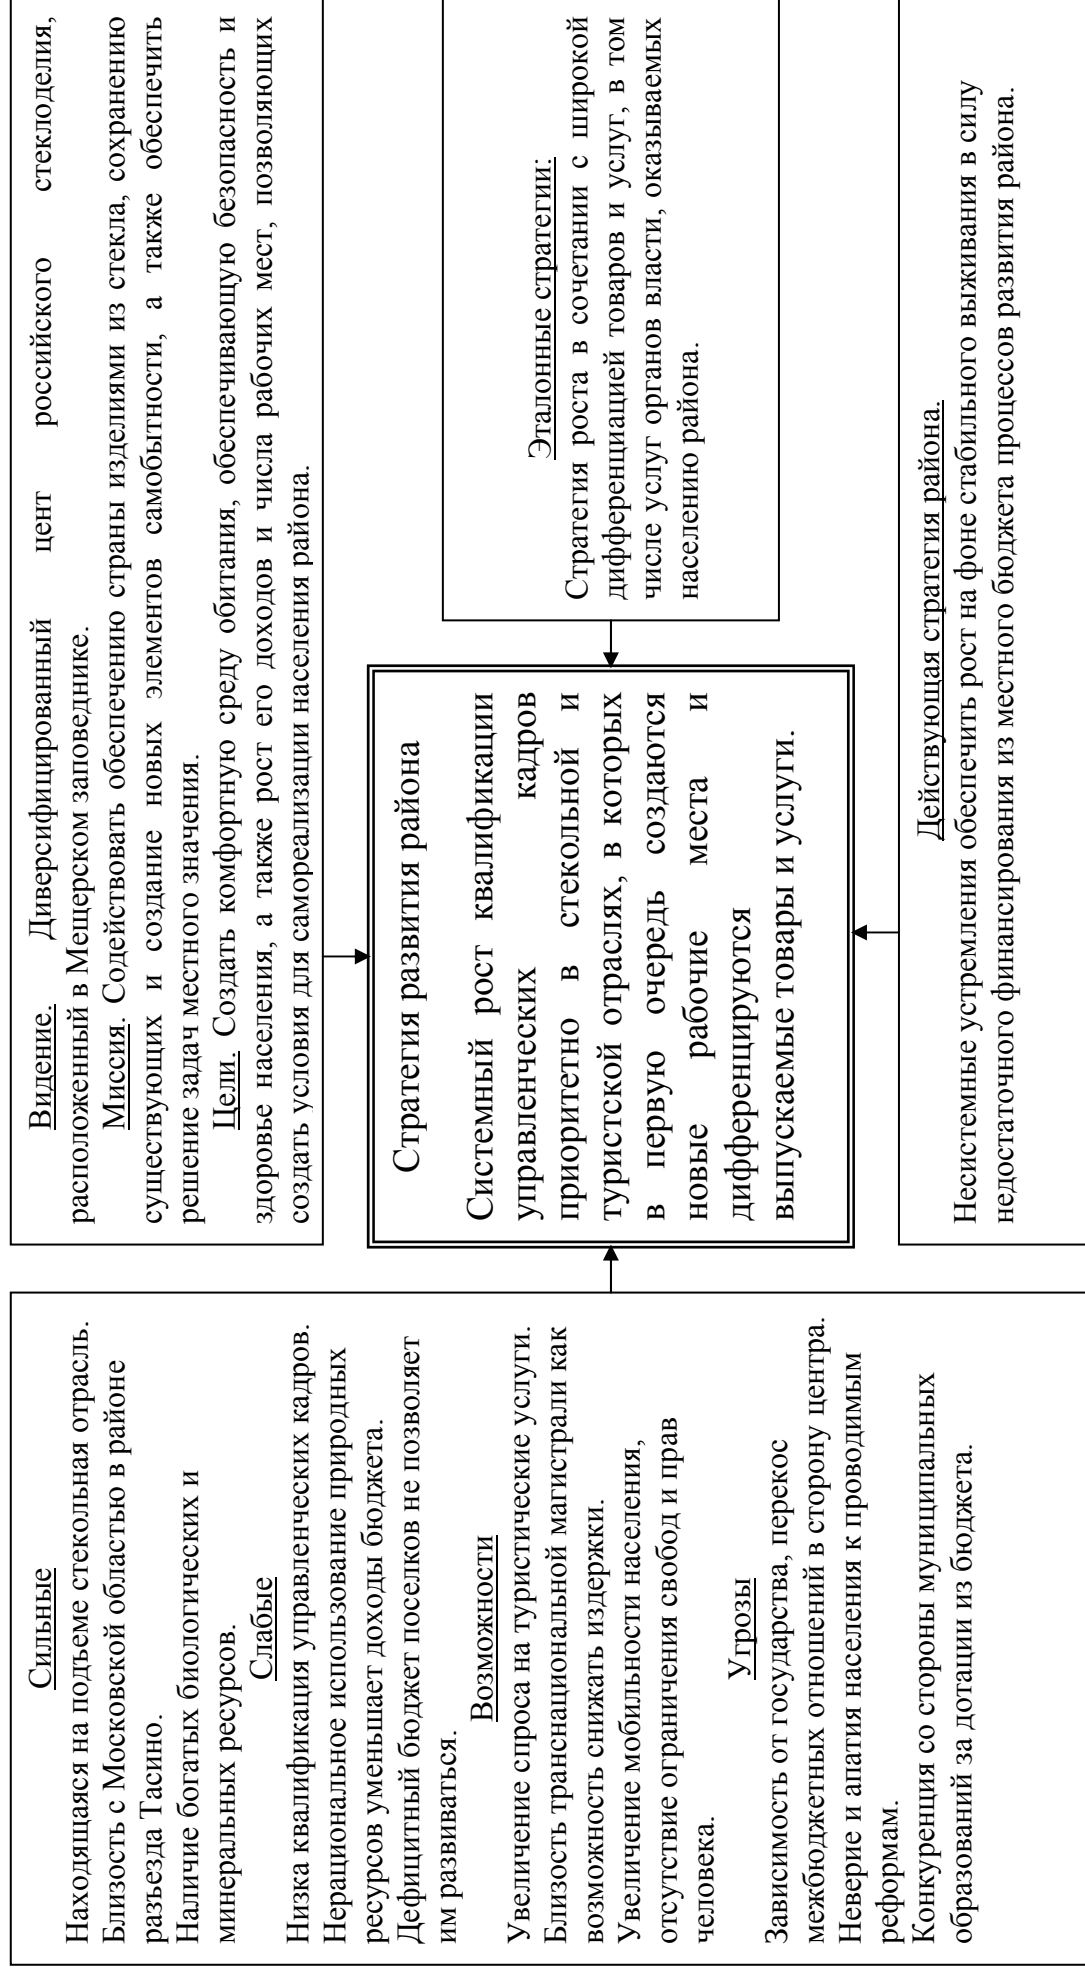 Сильные
Находящаяся на подъеме стекольная отрасль.
Близость с Московской областью в районе
разъезда Тасино.
Наличие богатых биологических и
минеральных ресурсов.
Слабые
Низка квалификация управленческих кадров.
Нерациональное использование природных
ресурсов уменьшает доходы бюджета.
Дефицитный бюджет поселков не позволяет
им развиваться.
Возможности
Увеличение спроса на туристические услуги.
Близость транснациональной магистрали как
возможность снижать издержки.
Увеличение мобильности населения,
отсутствие ограничения свобод и прав
человека.
Угрозы
Зависимость от государства, перекос
межбюджетных отношений в сторону центра.
Неверие и апатия населения к проводимым
реформам.
Конкуренция со стороны муниципальных
образований за дотации из бюджета.
Видение. Диверсифицированный цент российского стеклоделия,
расположенный в Мещерском заповеднике.
Миссия. Содействовать обеспечению страны изделиями из стекла, сохранению
существующих и создание новых элементов самобытности, а также обеспечить
решение задач местного значения.
Цели. Создать комфортную среду обитания, обеспечивающую безопасность и
здоровье населения, а также рост его доходов и числа рабочих мест, позволяющих
создать условия для самореализации населения района.
Стратегия развития района
Системный рост квалификации
управленческих кадров
приоритетно в стекольной и
туристской отраслях, в которых
в первую очередь создаются
новые рабочие места и
дифференцируются
выпускаемые товары и услуги.
Эталонные стратегии:
Стратегия роста в сочетании с широкой
дифференциацией товаров и услуг, в том
числе услуг органов власти, оказываемых
населению района.
Действующая стратегия района.
Несистемные устремления обеспечить рост на фоне стабильного выживания в силу
недостаточного финансирования из местного бюджета процессов развития района.